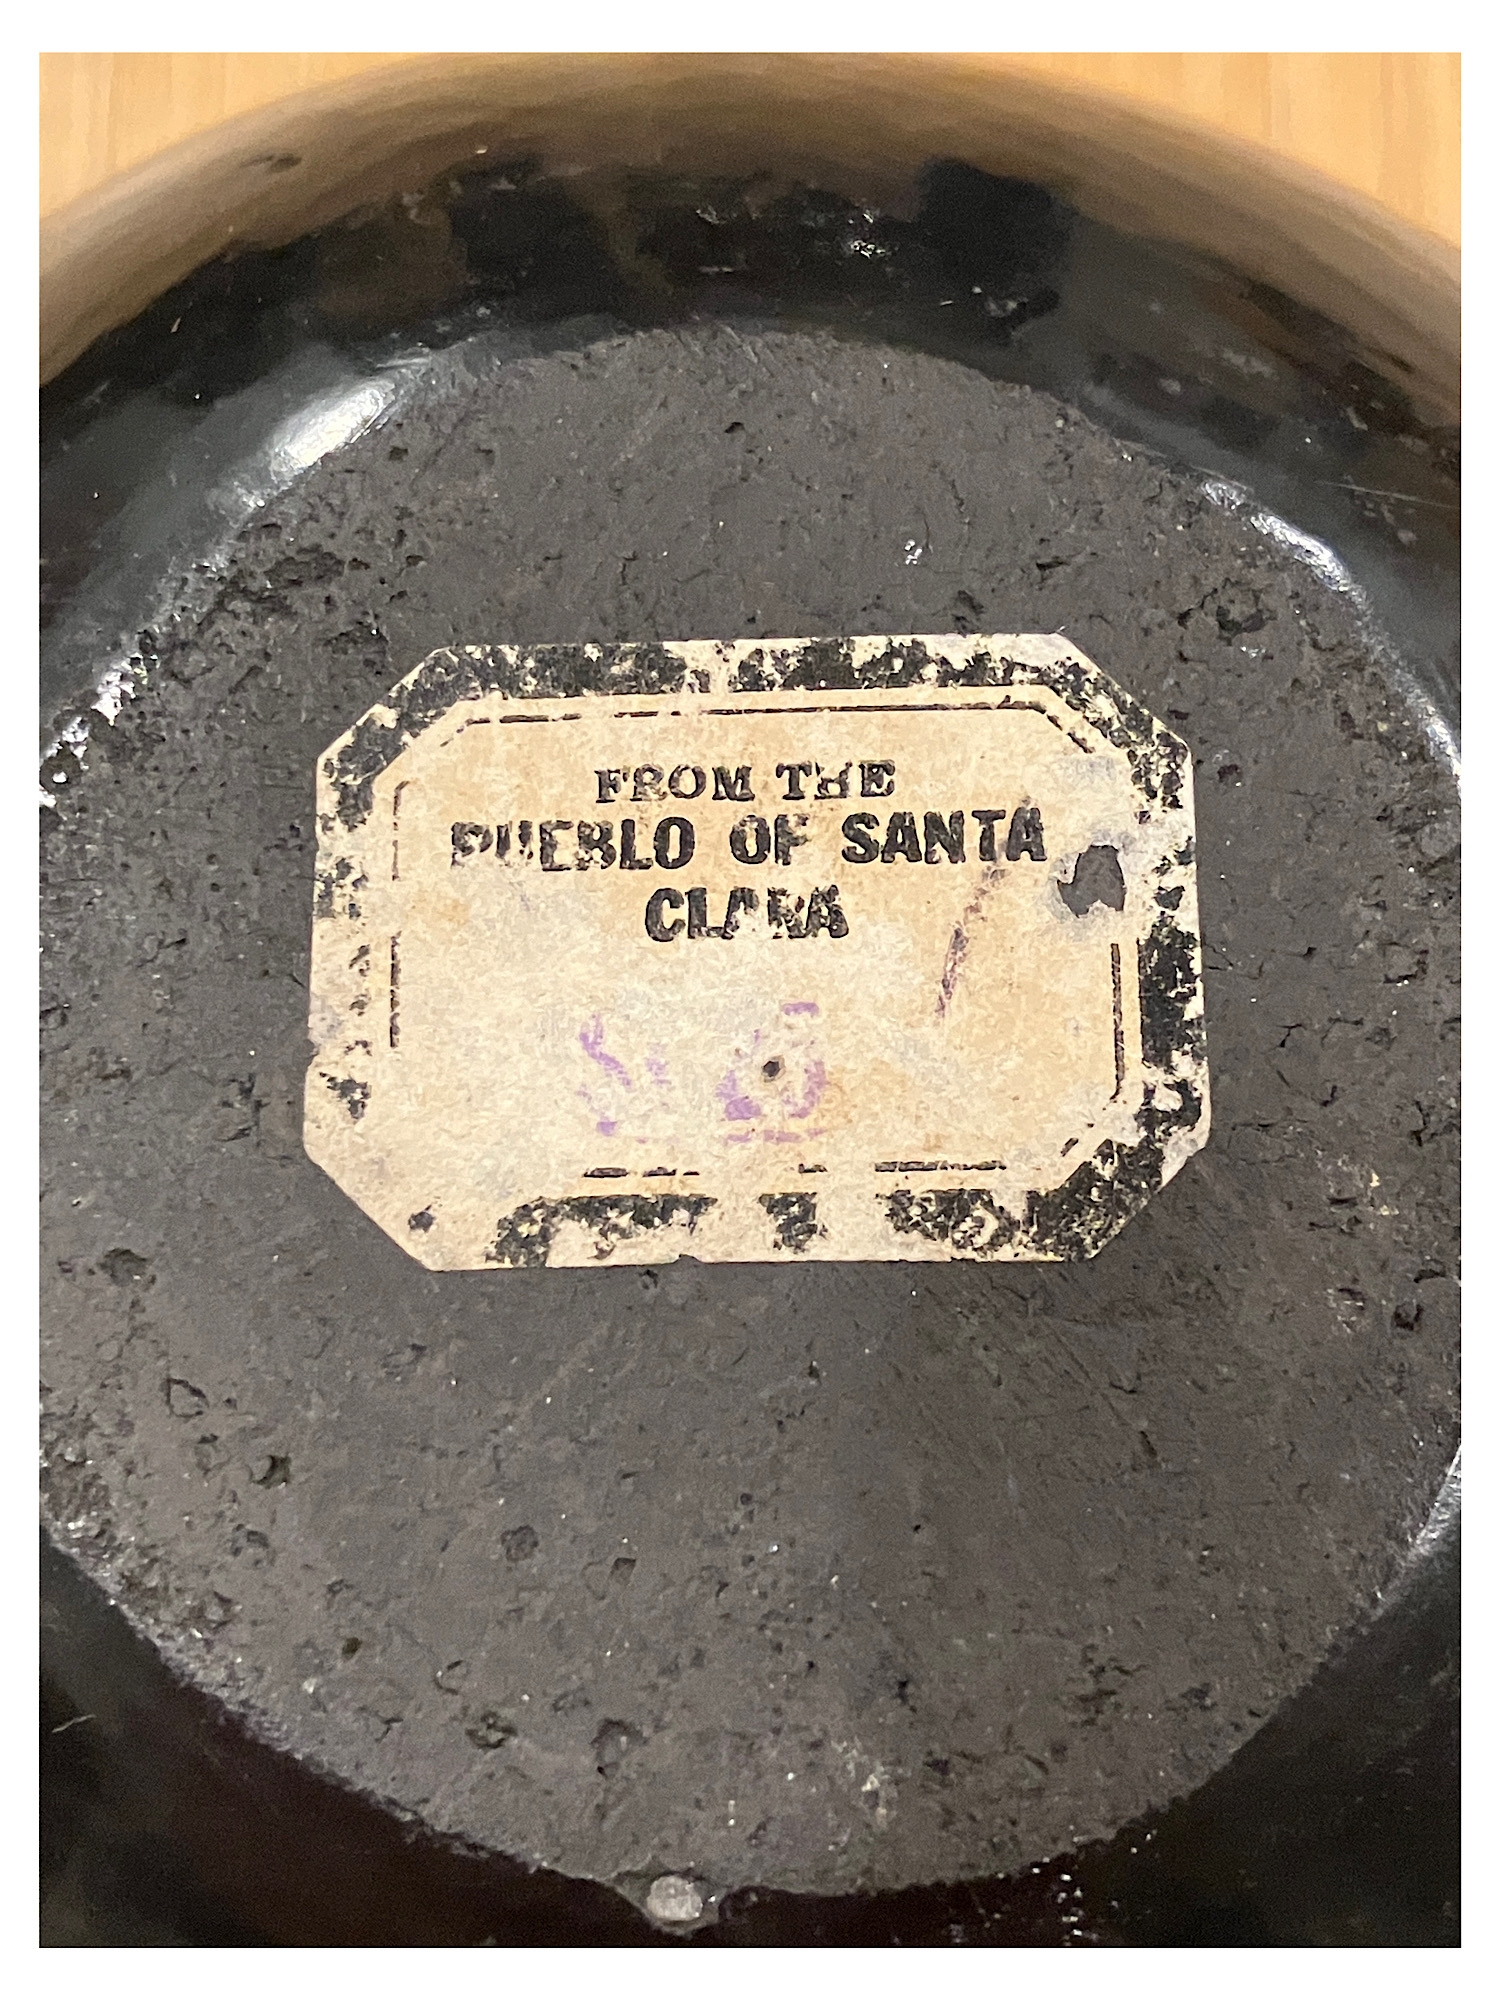 FROM THE
PUEBLO OF SANTA
CLARA